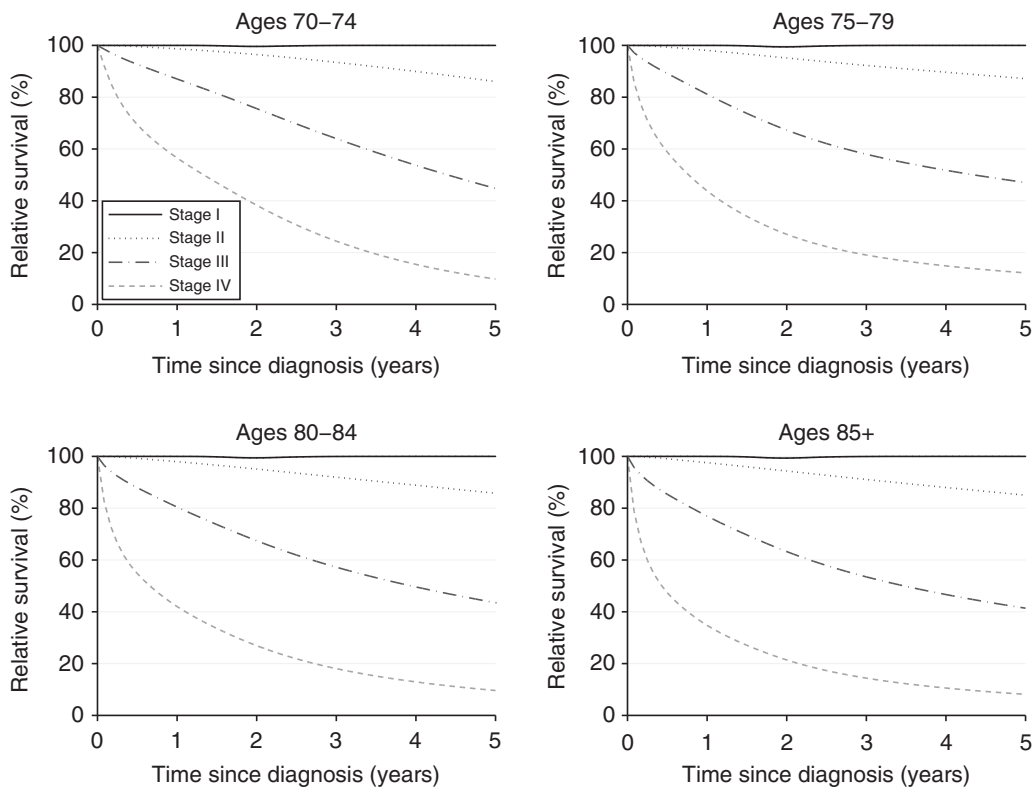 Ages 70–74
Relative survival (%)
100
80
60
40
20
0
Stage I
Stage II
Stage III
Stage IV
0 1 2 3 4 5
Time since diagnosis (years)
Ages 75–79
Relative survival (%)
100
80
60
40
20
0
0 1 2 3 4 5
Time since diagnosis (years)
Ages 80–84
Relative survival (%)
100
80
60
40
20
0
0 1 2 3 4 5
Time since diagnosis (years)
Ages 85+
Relative survival (%)
100
80
60
40
20
0
0 1 2 3 4 5
Time since diagnosis (years)